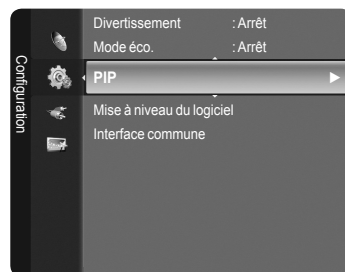 Configuration
Divertissement : Arrêt
Mode éco. : Arrêt
PIP
Mise à niveau du logiciel
Interface commune